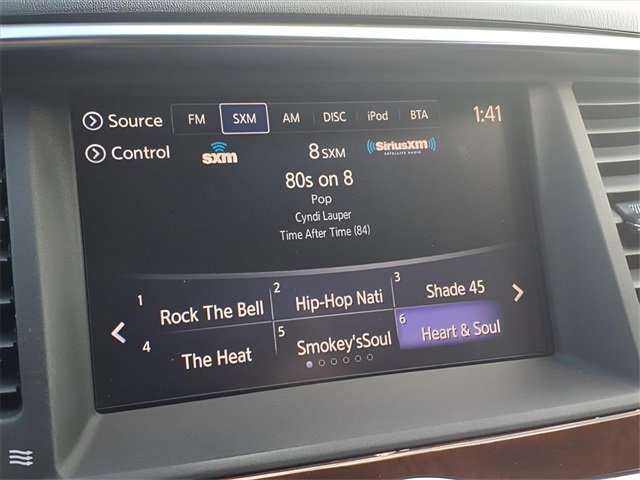 Source FM SXM AM DISC iPod BTA 1:41
Control sxm 8 SXM SiriusXM
SATELLITE RADIO
80s on 8
Pop
Cyndi Lauper
Time After Time (84)
1 Rock The Bell 2 Hip-Hop Nati 3 Shade 45
4 The Heat 5 Smokey'sSoul 6 Heart & Soul